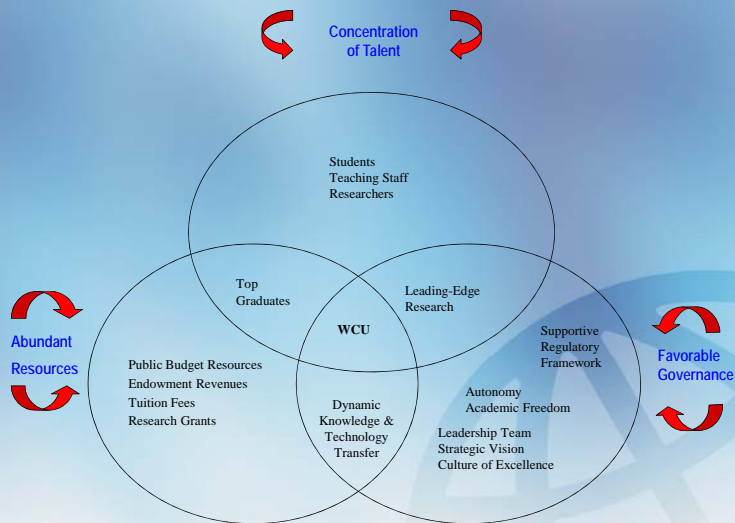 Concentration
of Talent
Students
Teaching Staff
Researchers
Top
Graduates
Leading-Edge
Research
WCU
Supportive
Regulatory
Framework
Abundant
Resources
Favorable
Governance
Public Budget Resources
Endowment Revenues
Tuition Fees
Research Grants
Dynamic
Knowledge &
Technology
Transfer
Autonomy
Academic Freedom
Leadership Team
Strategic Vision
Culture of Excellence